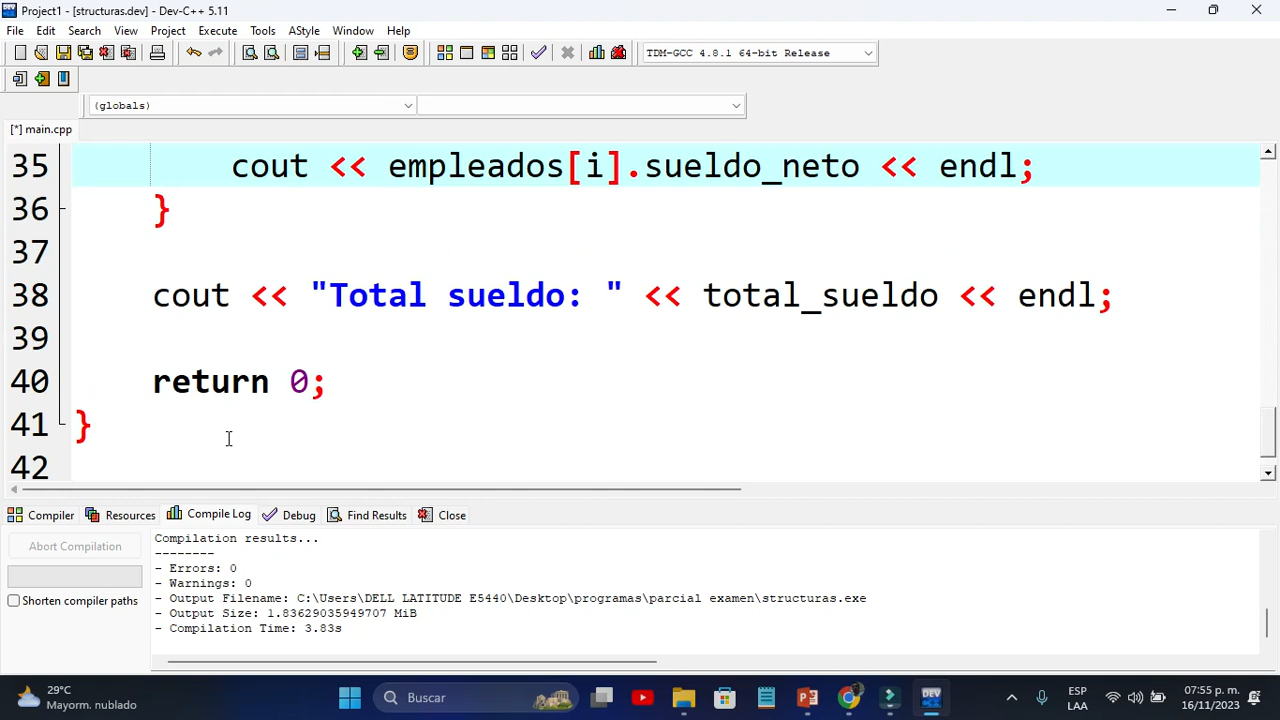 Project1 - [structuras.dev] - Dev-C++ 5.11
File Edit Search View Project Execute Tools AStyle Window Help
TDM-GCC 4.8.1 64-bit Release
(globals)
[*] main.cpp
35 cout << empleados[i].sueldo_neto << endl;
36 }
37
38 cout << "Total sueldo: " << total_sueldo << endl;
39
40 return 0;
41 }
42
Compiler Resources Compile Log Debug Find Results Close
Abort Compilation
Shorten compiler paths
Compilation results...
--------
- Errors: 0
- Warnings: 0
- Output Filename: C:\Users\DELL LATITUDE E5440\Desktop\programas\parcial examen\structuras.exe
- Output Size: 1.83629035949707 MiB
- Compilation Time: 3.83s
29°C
Mayorm. nublado
Buscar
DEV
ESP
LAA
07:55 p. m.
16/11/2023